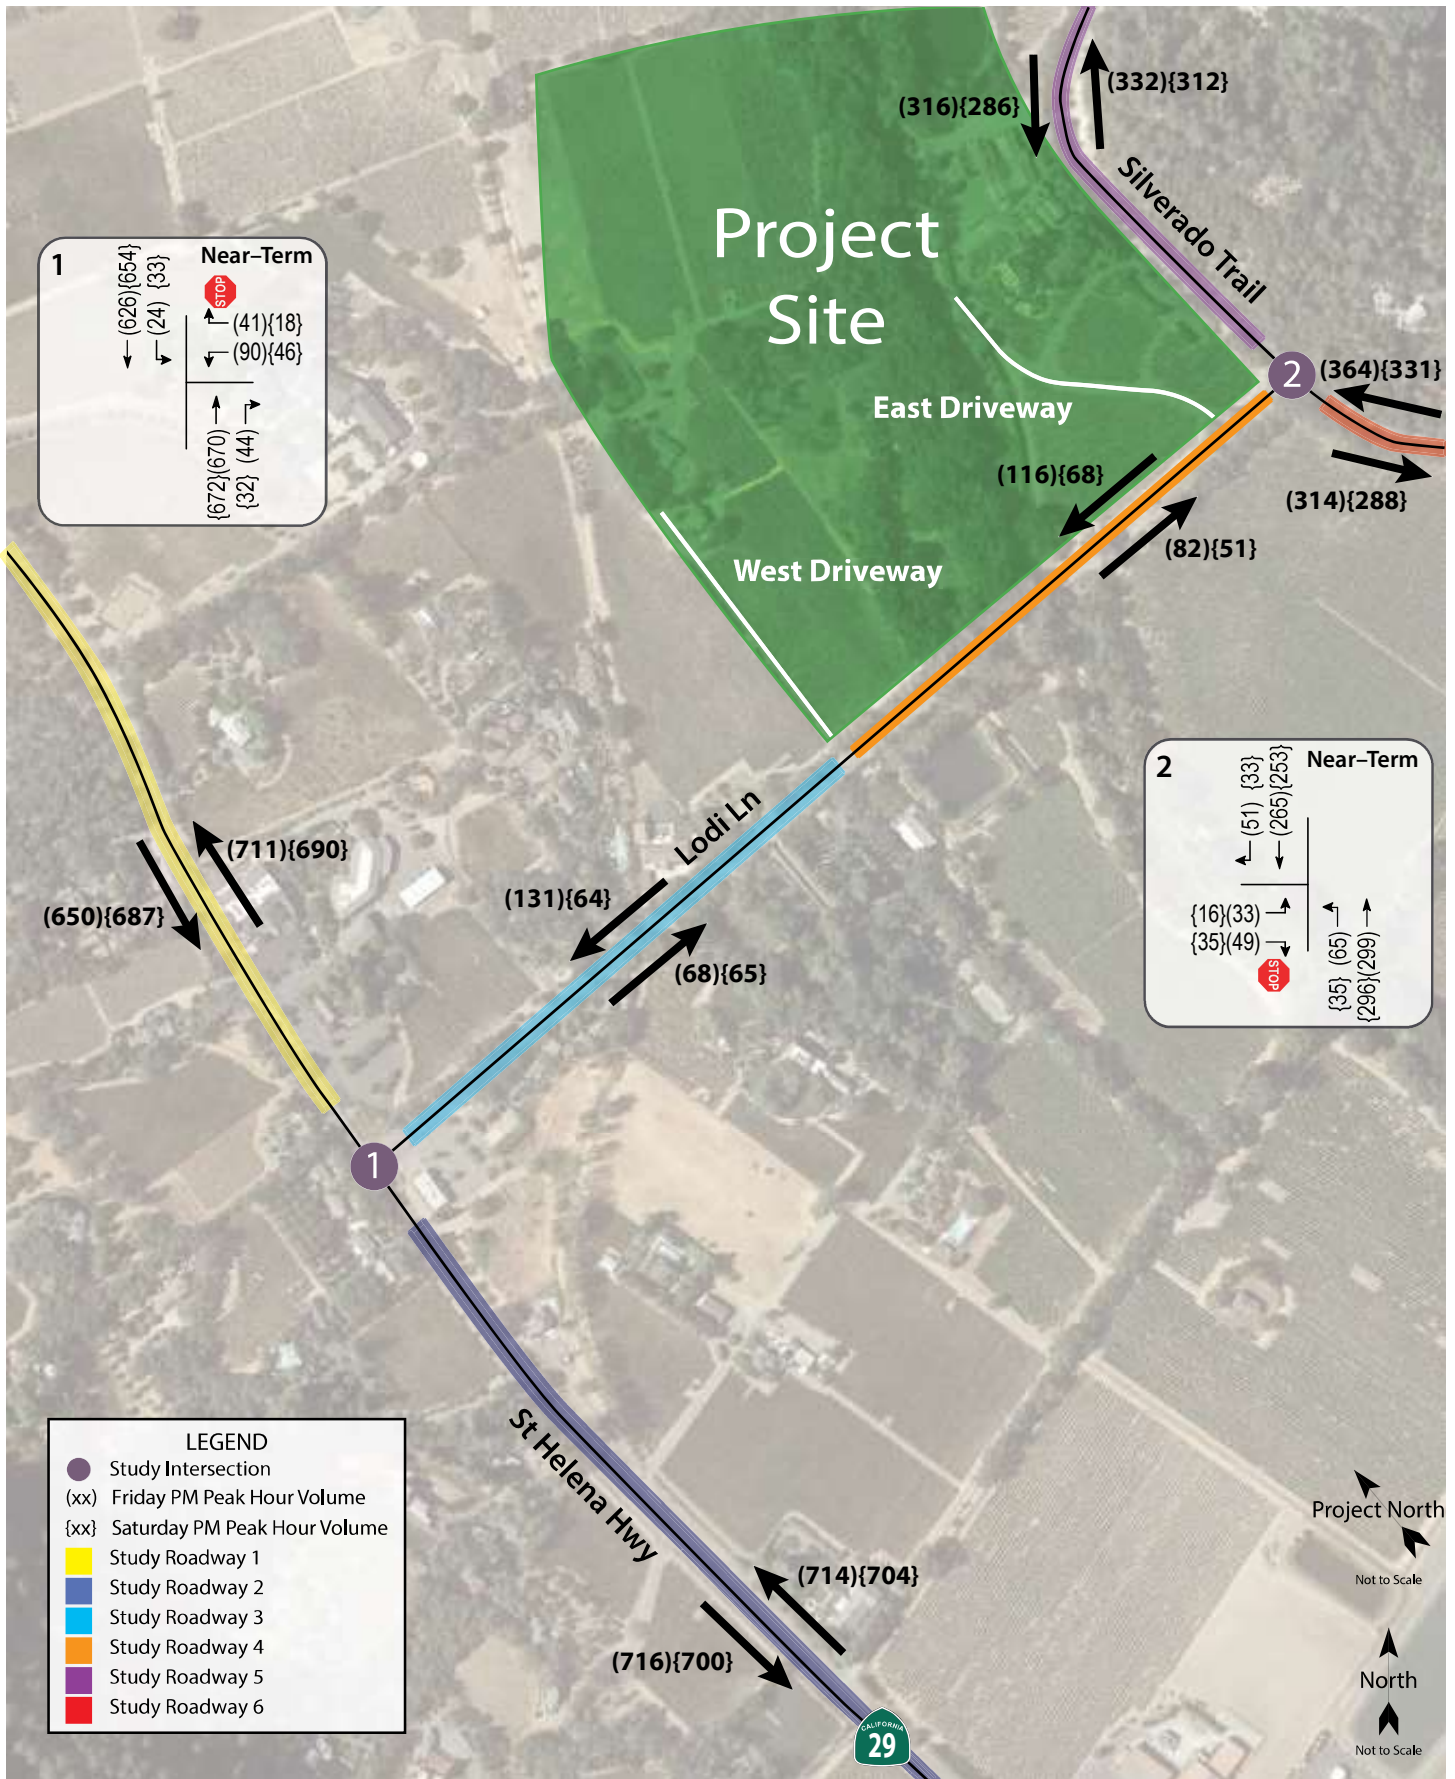 (332){312}
(316){286}
Silverado Trail
Project
Site
1
Near–Term
(626){654}
(24) {33}
STOP
(41){18}
(90){46}
{672}(670)
{32} (44)
2
(364){331}
East Driveway
(314){288}
(116){68}
(82){51}
West Driveway
2
Near–Term
(51) {33}
(265){253}
{16}(33)
{35}(49)
STOP
{35} (65)
{296}(299)
Lodi Ln
(711){690}
(650){687}
(131){64}
(68){65}
1
St Helena Hwy
(714){704}
(716){700}
CALIFORNIA
29
LEGEND
Study Intersection
(xx) Friday PM Peak Hour Volume
{xx} Saturday PM Peak Hour Volume
Study Roadway 1
Study Roadway 2
Study Roadway 3
Study Roadway 4
Study Roadway 5
Study Roadway 6
Project North
Not to Scale
North
Not to Scale